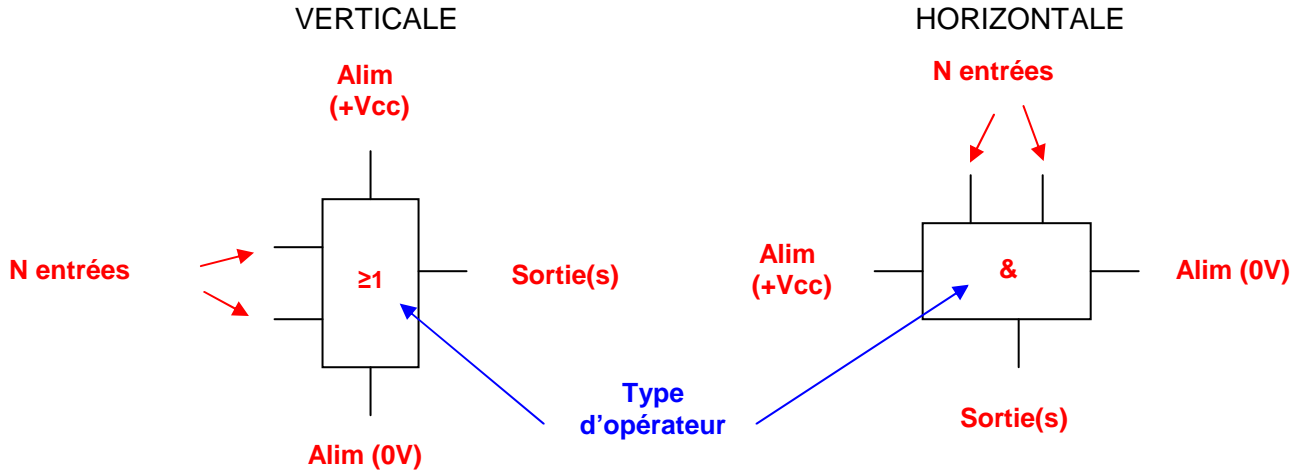 VERTICALE
Alim
(+Vcc)
N entrées
≥1
Sortie(s)
Alim (0V)
HORIZONTALE
N entrées
Alim
(+Vcc)
&
Alim (0V)
Sortie(s)
Type
d’opérateur